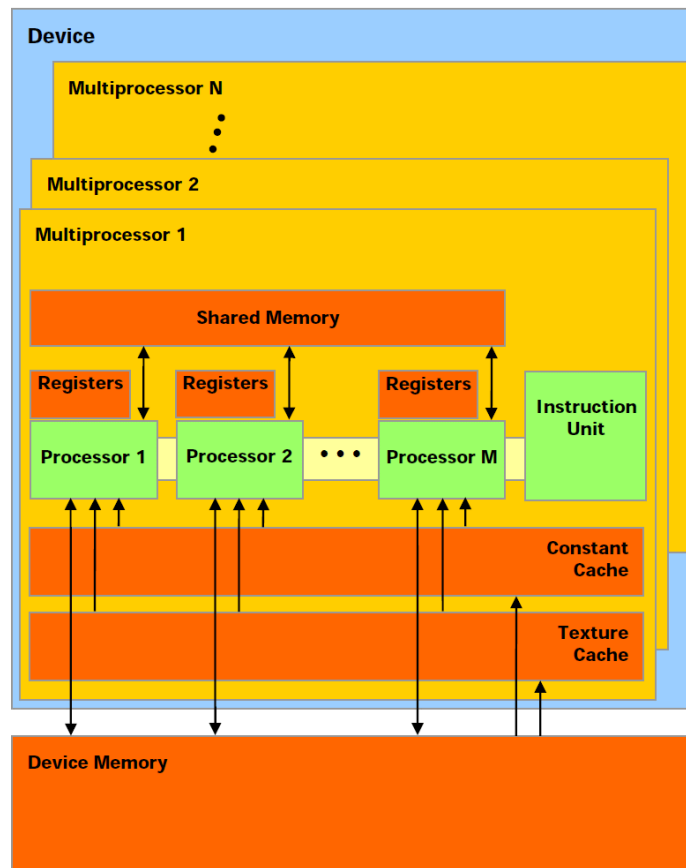 Device
Multiprocessor N
Multiprocessor 2
Multiprocessor 1
Shared Memory
Registers
Registers
Registers
Instruction
Unit
Processor 1
Processor 2
• • •
Processor M
Constant
Cache
Texture
Cache
Device Memory